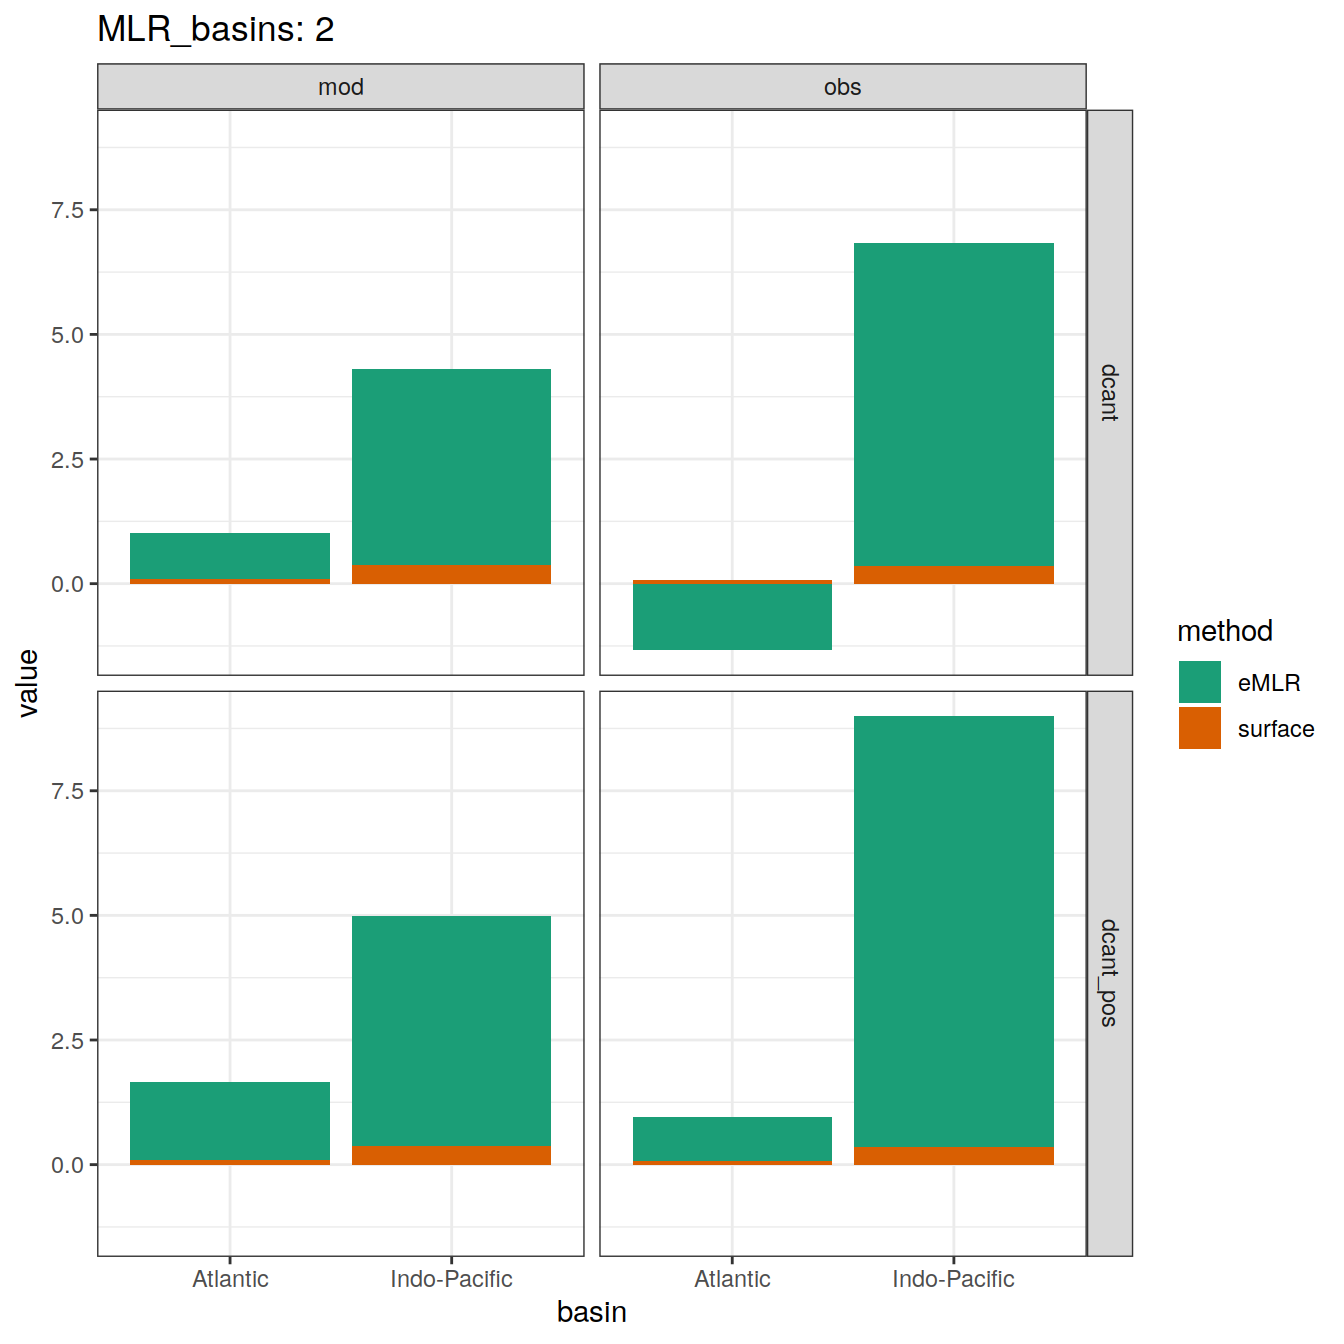 MLR_basins: 2
mod
obs
7.5
5.0
2.5
0.0
dcant
value
7.5
5.0
2.5
0.0
dcant_pos
Atlantic
Indo-Pacific
Atlantic
Indo-Pacific
basin
method
eMLR
surface